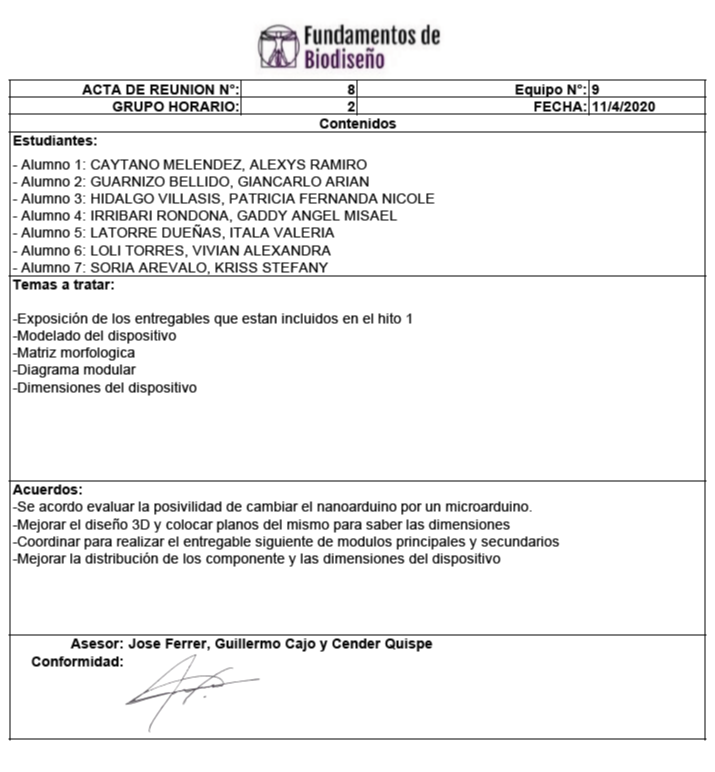 Fundamentos de
Biodiseño
ACTA DE REUNION N°: 8 Equipo N°: 9
GRUPO HORARIO: 2 FECHA: 11/4/2020
Contenidos
Estudiantes:
- Alumno 1: CAYTANO MELENDEZ, ALEXYS RAMIRO
- Alumno 2: GUARNIZO BELLIDO, GIANCARLO ARIAN
- Alumno 3: HIDALGO VILLASIS, PATRICIA FERNANDA NICOLE
- Alumno 4: IRRIBARI RONDONA, GADDY ANGEL MISAEL
- Alumno 5: LATORRE DUEÑAS, ITALA VALERIA
- Alumno 6: LOLI TORRES, VIVIAN ALEXANDRA
- Alumno 7: SORIA AREVALO, KRISS STEFANY
Temas a tratar:
-Exposición de los entregables que estan incluidos en el hito 1
-Modelado del dispositivo
-Matriz morfologica
-Diagrama modular
-Dimensiones del dispositivo
Acuerdos:
-Se acordo evaluar la posivilidad de cambiar el nanoarduino por un microarduino.
-Mejorar el diseño 3D y colocar planos del mismo para saber las dimensiones
-Coordinar para realizar el entregable siguiente de modulos principales y secundarios
-Mejorar la distribución de los componente y las dimensiones del dispositivo
Asesor: Jose Ferrer, Guillermo Cajo y Cender Quispe
Conformidad: